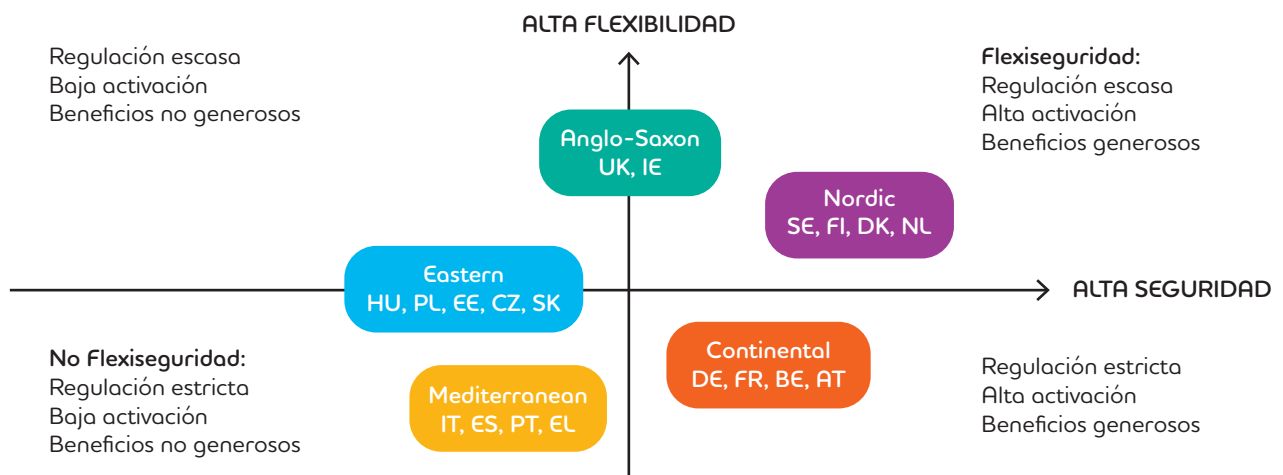 ALTA FLEXIBILIDAD
Regulación escasa
Baja activación
Beneficios no generosos
Flexiseguridad:
Regulación escasa
Alta activación
Beneficios generosos
Anglo-Saxon
UK, IE
Nordic
SE, FI, DK, NL
Eastern
HU, PL, EE, CZ, SK
ALTA SEGURIDAD
No Flexiseguridad:
Regulación estricta
Baja activación
Beneficios no generosos
Mediterranean
IT, ES, PT, EL
Continental
DE, FR, BE, AT
Regulación estricta
Alta activación
Beneficios generosos